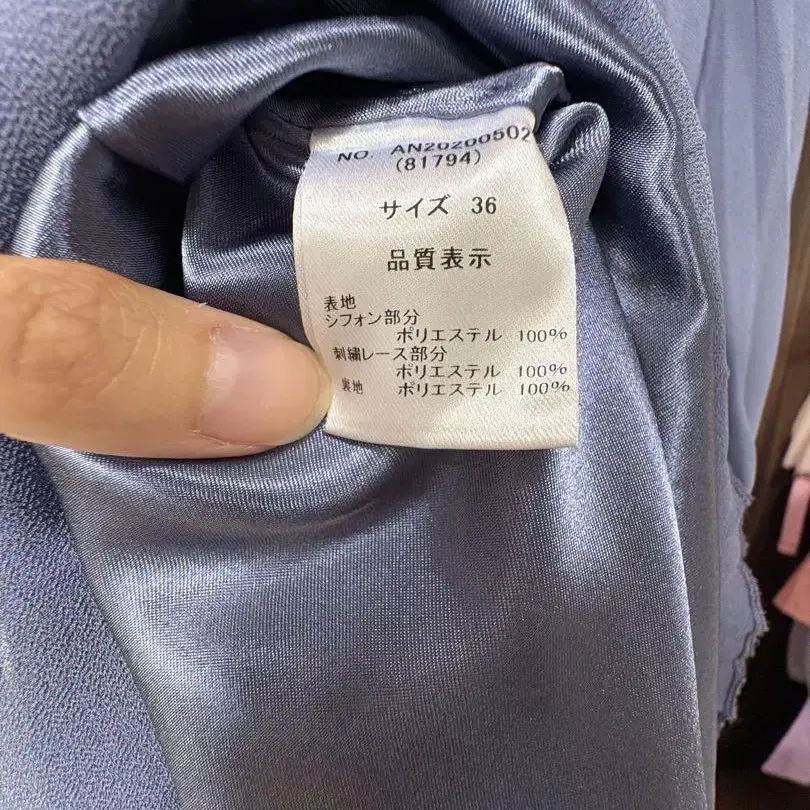 NO. AN20200502
(81794)
サイズ 36
品質表示
表地
シフォン部分
ポリエステル 100%
刺繍レース部分
ポリエステル 100%
裏地 ポリエステル 100%